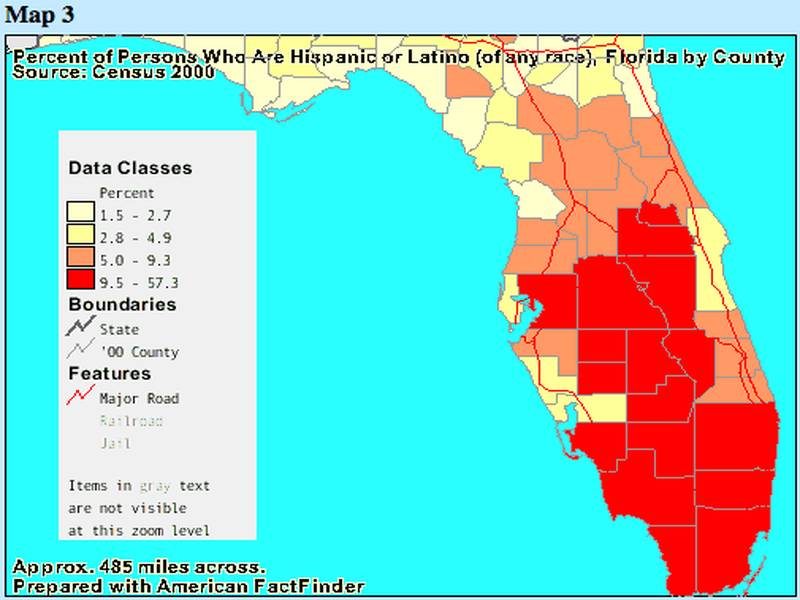 Map 3
Percent of Persons Who Are Hispanic or Latino (of any race), Florida by County
Source: Census 2000
Data Classes
Percent
1.5 - 2.7
2.8 - 4.9
5.0 - 9.3
9.5 - 57.3
Boundaries
State
'00 County
Features
Major Road
Railroad
Jail
Items in gray text
are not visible
at this zoom level
Approx. 485 miles across.
Prepared with American FactFinder